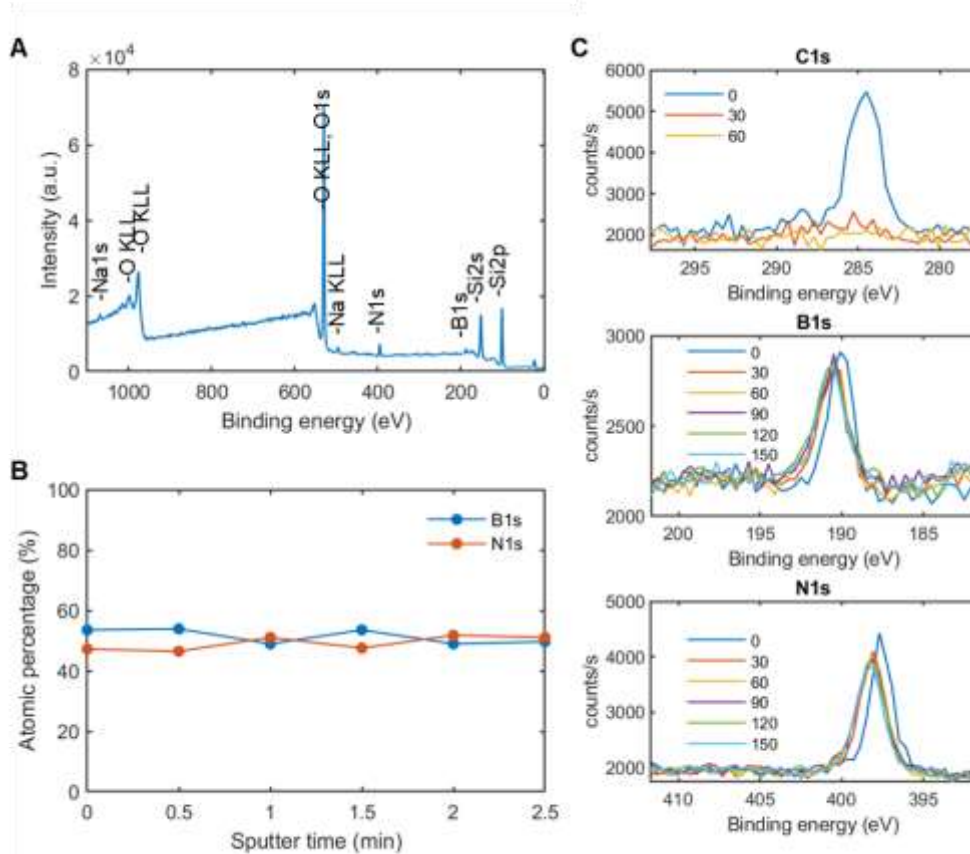 A
×10⁴
8
6
4
2
0
Intensity (a.u.)
-Na1s
-O KLL
-O KLL
-O KLL, O1s
-Na KLL
-N1s
-B1s
-Si2s
-Si2p
1000 800 600 400 200 0
Binding energy (eV)
B
100
80
60
40
20
0
Atomic percentage (%)
B1s
N1s
0 0.5 1 1.5 2 2.5
Sputter time (min)
C
C1s
6000
5000
4000
3000
2000
counts/s
0
30
60
295 290 285 280
Binding energy (eV)
B1s
3000
2500
2000
counts/s
0
30
60
90
120
150
200 195 190 185
Binding energy (eV)
N1s
5000
4000
3000
2000
counts/s
0
30
60
90
120
150
410 405 400 395
Binding energy (eV)